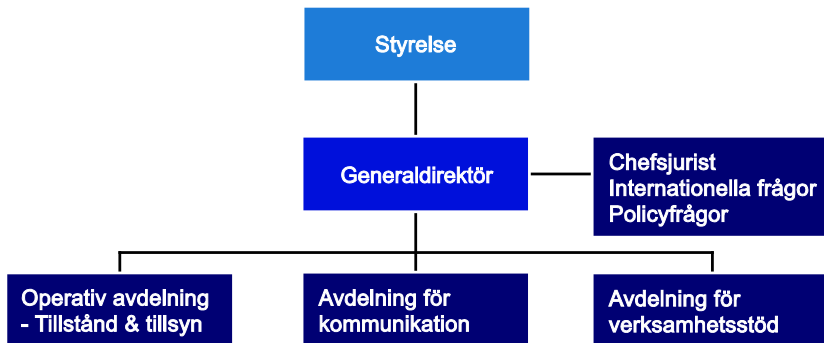 Styrelse
Generaldirektör
Chefsjurist
Internationella frågor
Policyfrågor
Operativ avdelning
- Tillstånd & tillsyn
Avdelning för
kommunikation
Avdelning för
verksamhetsstöd